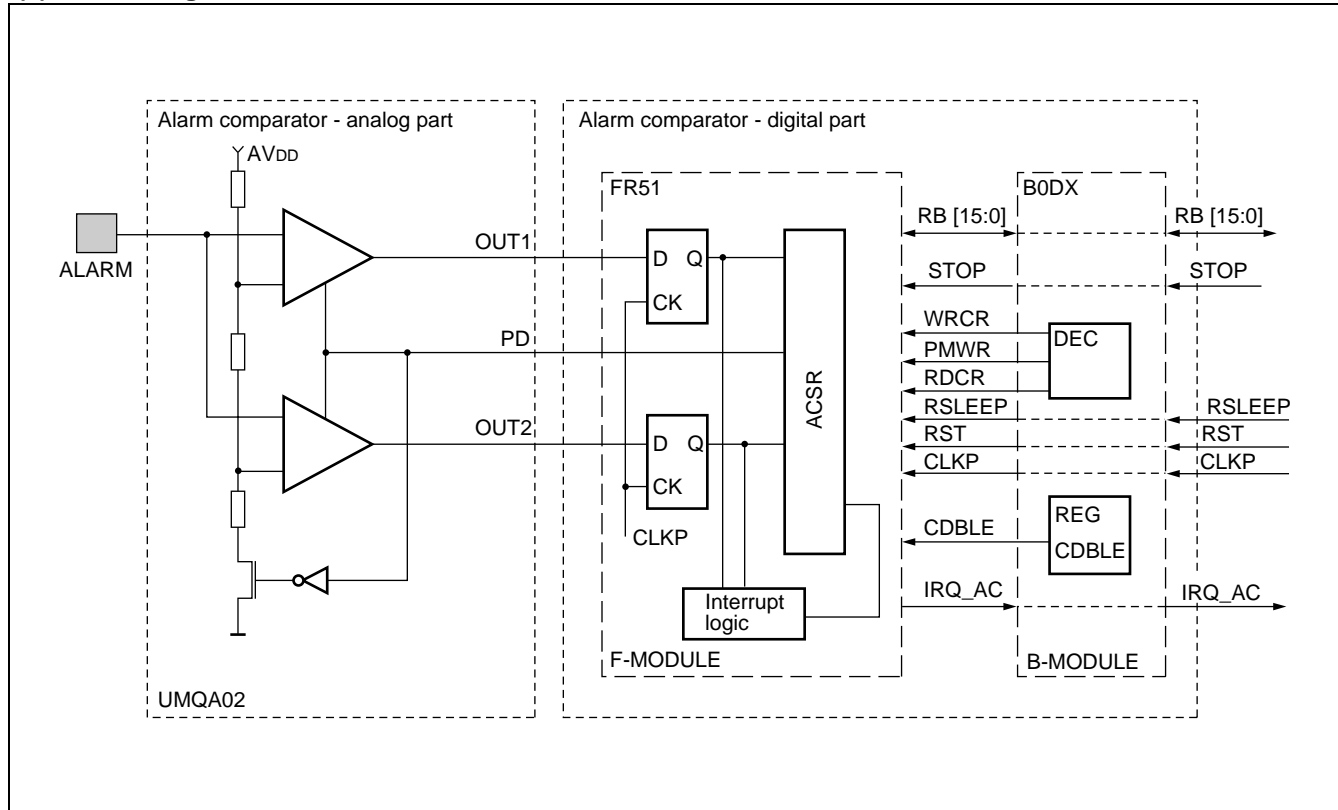 Alarm comparator - analog part
AVDD
ALARM
OUT1
PD
OUT2
UMQA02
Alarm comparator - digital part
FR51
D Q
CK
D Q
CK
CLKP
ACSR
Interrupt
logic
F-MODULE
B0DX
RB [15:0]
RB [15:0]
STOP
STOP
WRCR
DEC
PMWR
RDCR
RSLEEP
RSLEEP
RST
RST
CLKP
CLKP
REG
CDBLE
CDBLE
IRQ_AC
IRQ_AC
B-MODULE